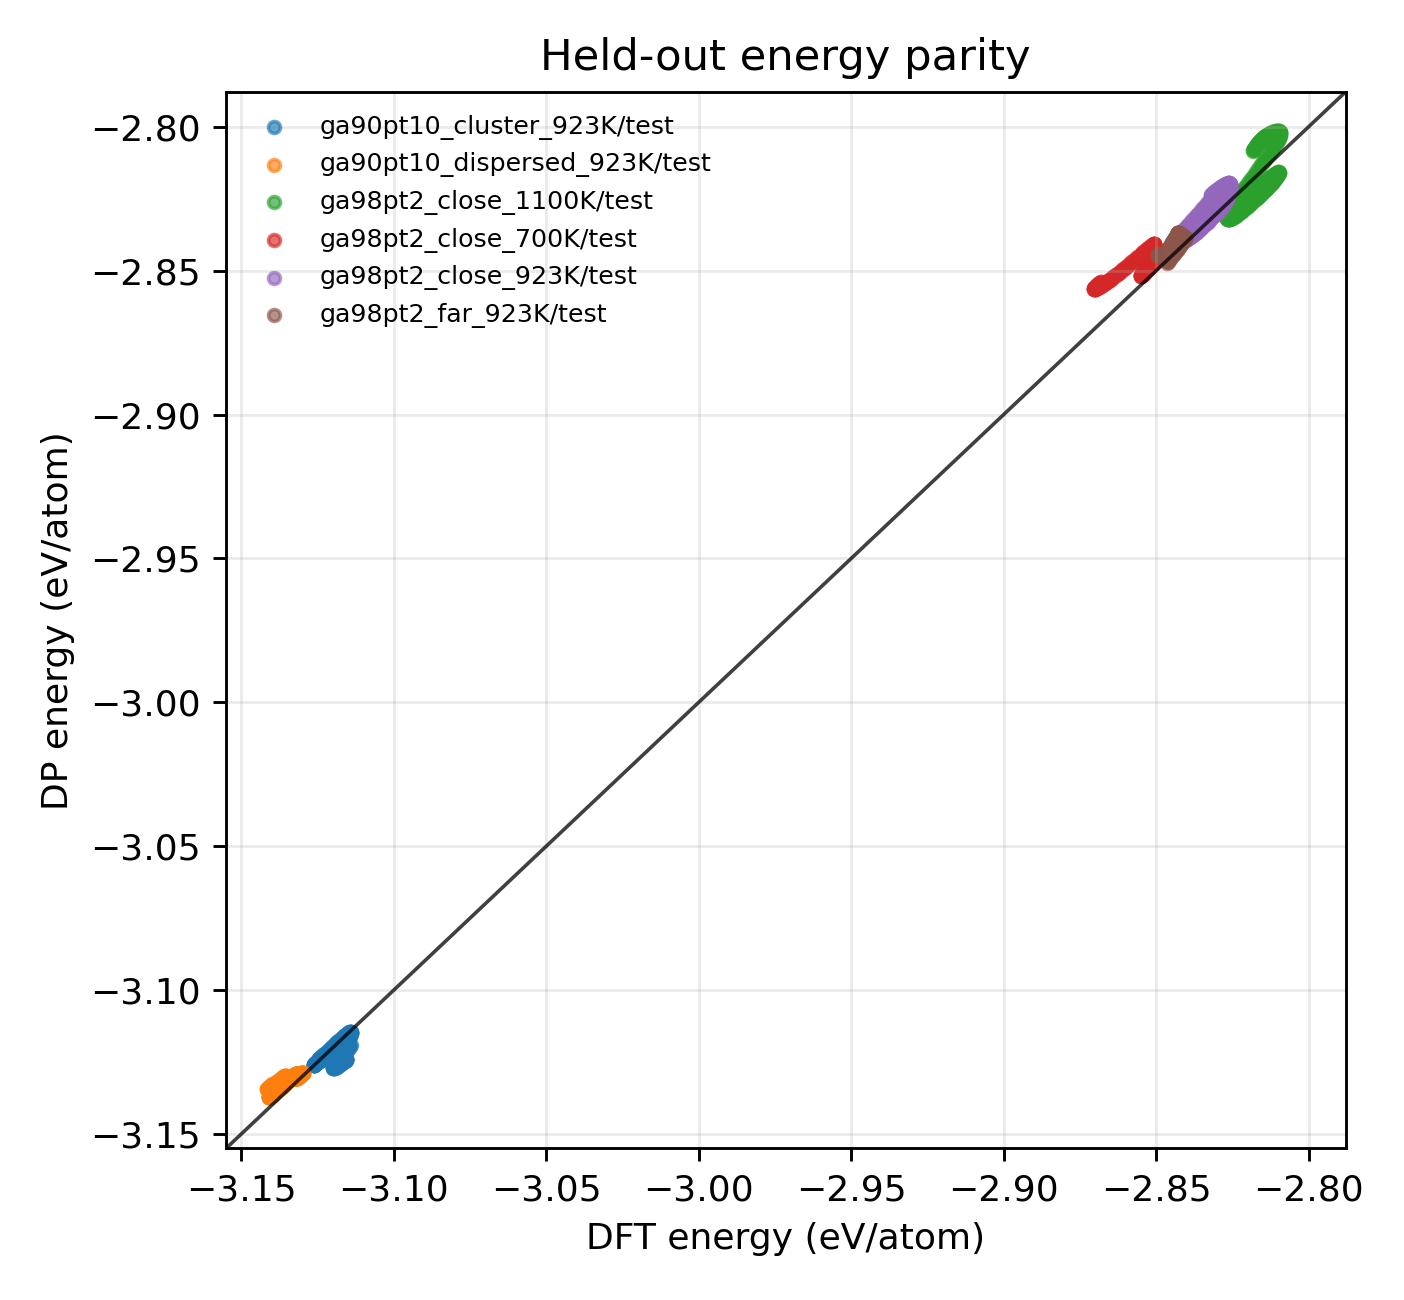 Held-out energy parity
ga90pt10_cluster_923K/test
ga90pt10_dispersed_923K/test
ga98pt2_close_1100K/test
ga98pt2_close_700K/test
ga98pt2_close_923K/test
ga98pt2_far_923K/test
−2.80
−2.85
−2.90
−2.95
−3.00
−3.05
−3.10
−3.15
DP energy (eV/atom)
−3.15 −3.10 −3.05 −3.00 −2.95 −2.90 −2.85 −2.80
DFT energy (eV/atom)